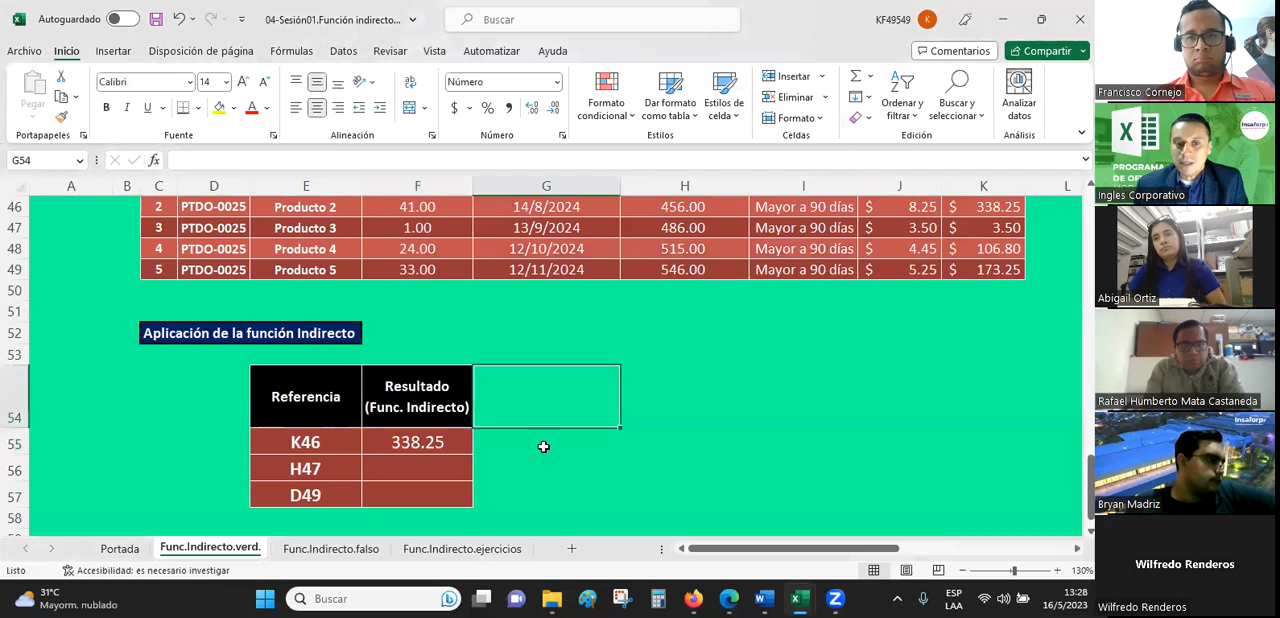 Autoguardado
04-Sesión01.Función indirecto...
Buscar
KF49549
K
Archivo Inicio Insertar Disposición de página Fórmulas Datos Revisar Vista Automatizar Ayuda
Comentarios
Compartir
Pegar
Portapapeles
Calibri 14
N K S
Fuente
Alineación
Número
$ % 000
Número
Formato condicional
Dar formato como tabla
Estilos de celda
Estilos
Insertar
Eliminar
Formato
Celdas
Ordenar y filtrar
Buscar y seleccionar
Edición
Analizar datos
Análisis
G54
fx
A B C D E F G H I J K L
46 2 PTDO-0025 Producto 2 41.00 14/8/2024 456.00 Mayor a 90 días $ 8.25 $ 338.25
47 3 PTDO-0025 Producto 3 1.00 13/9/2024 486.00 Mayor a 90 días $ 3.50 $ 3.50
48 4 PTDO-0025 Producto 4 24.00 12/10/2024 515.00 Mayor a 90 días $ 4.45 $ 106.80
49 5 PTDO-0025 Producto 5 33.00 12/11/2024 546.00 Mayor a 90 días $ 5.25 $ 173.25
50
51
52 Aplicación de la función Indirecto
53
54 Referencia Resultado (Func. Indirecto)
55 K46 338.25
56 H47
57 D49
58
Portada Func.Indirecto.verd. Func.Indirecto.falso Func.Indirecto.ejercicios
Listo
Accesibilidad: es necesario investigar
130%
31°C
Mayorm. nublado
Buscar
ESP
LAA
13:28
16/5/2023
Francisco Cornejo
Insaforp
PROGRAMA
DE OF
Ingles Corporativo
Abigail Ortiz
Rafael Humberto Mata Castaneda
Insaforp
Bryan Madriz
Wilfredo Renderos
Wilfredo Renderos